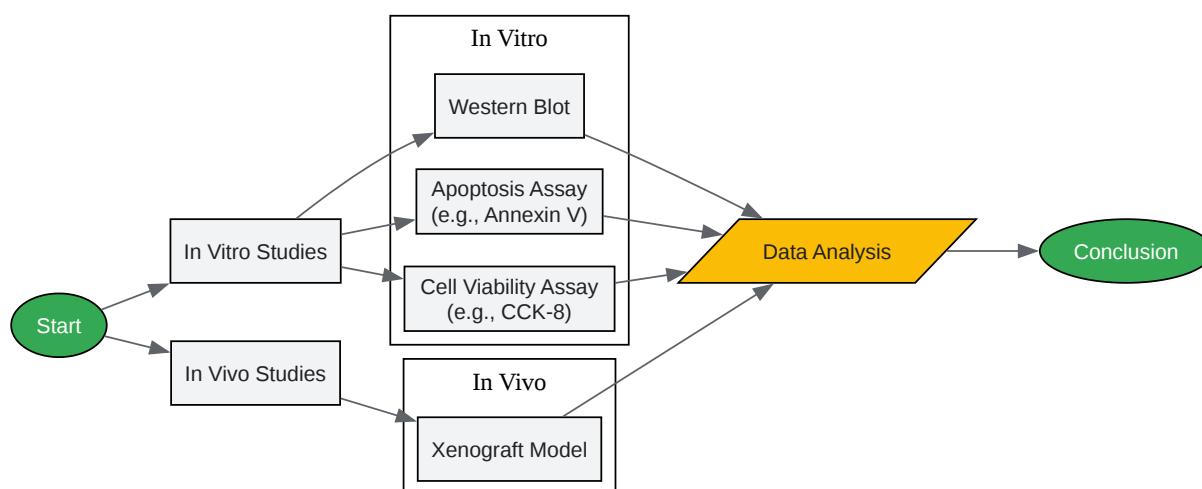 Start
In Vitro Studies
In Vivo Studies
In Vitro
Western Blot
Apoptosis Assay
(e.g., Annexin V)
Cell Viability Assay
(e.g., CCK-8)
In Vivo
Xenograft Model
Data Analysis
Conclusion